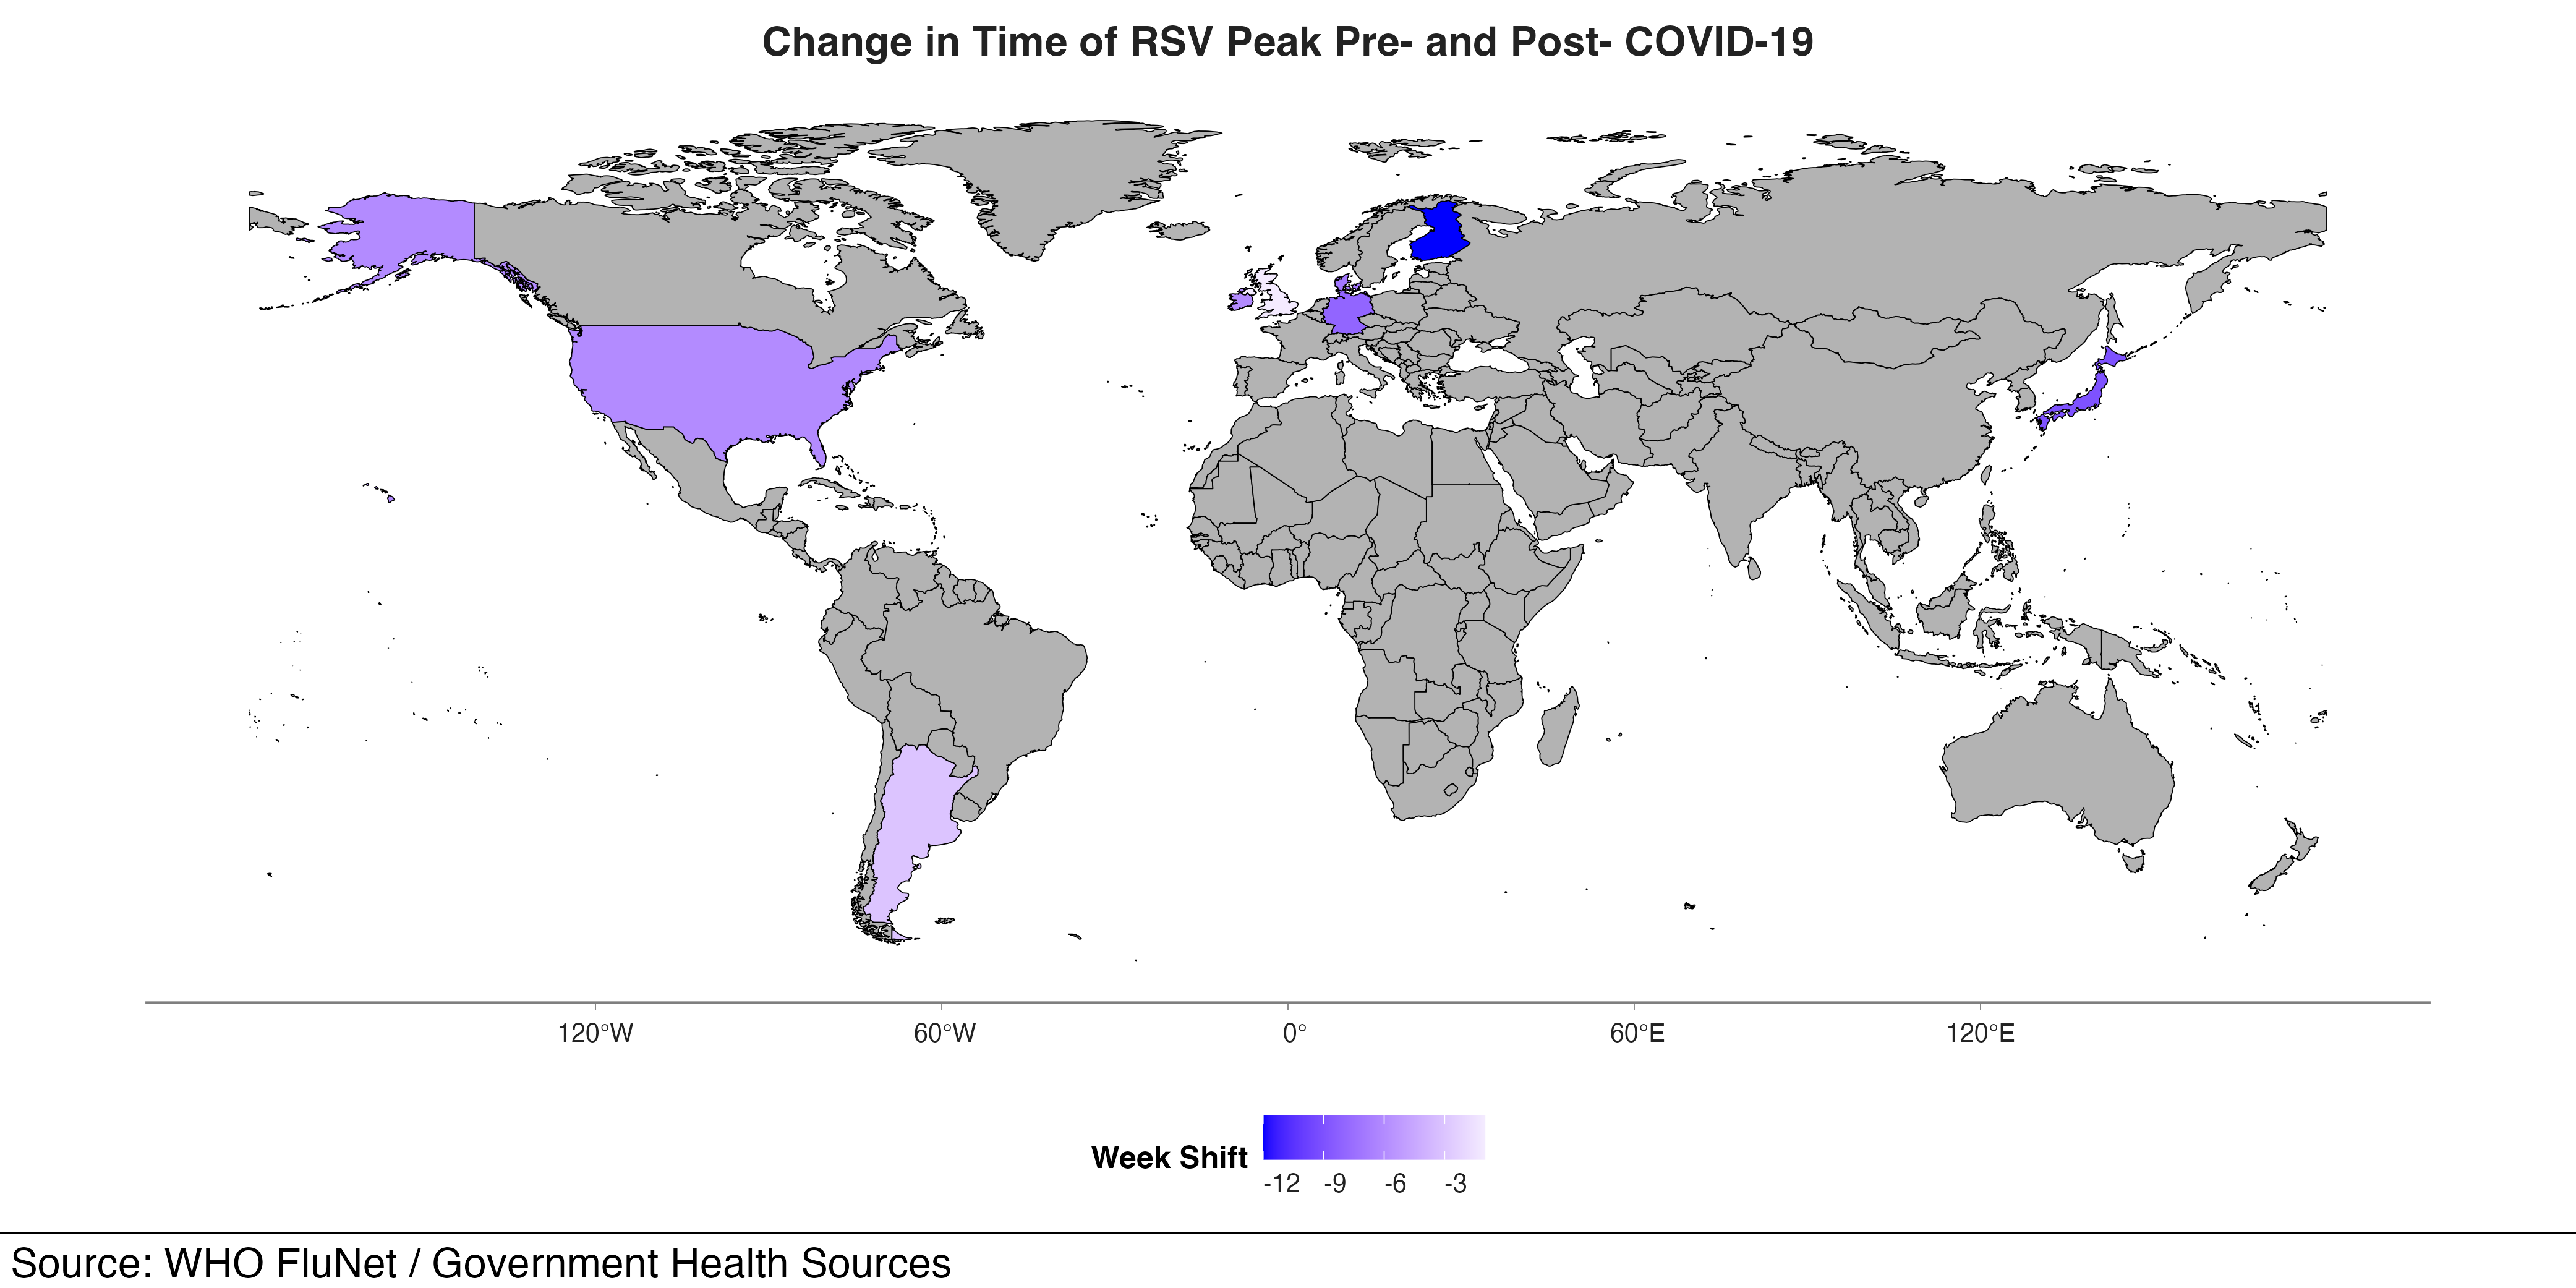 Change in Time of RSV Peak Pre- and Post- COVID-19
120°W 60°W 0° 60°E 120°E
Week Shift
-12 -9 -6 -3
Source: WHO FluNet / Government Health Sources